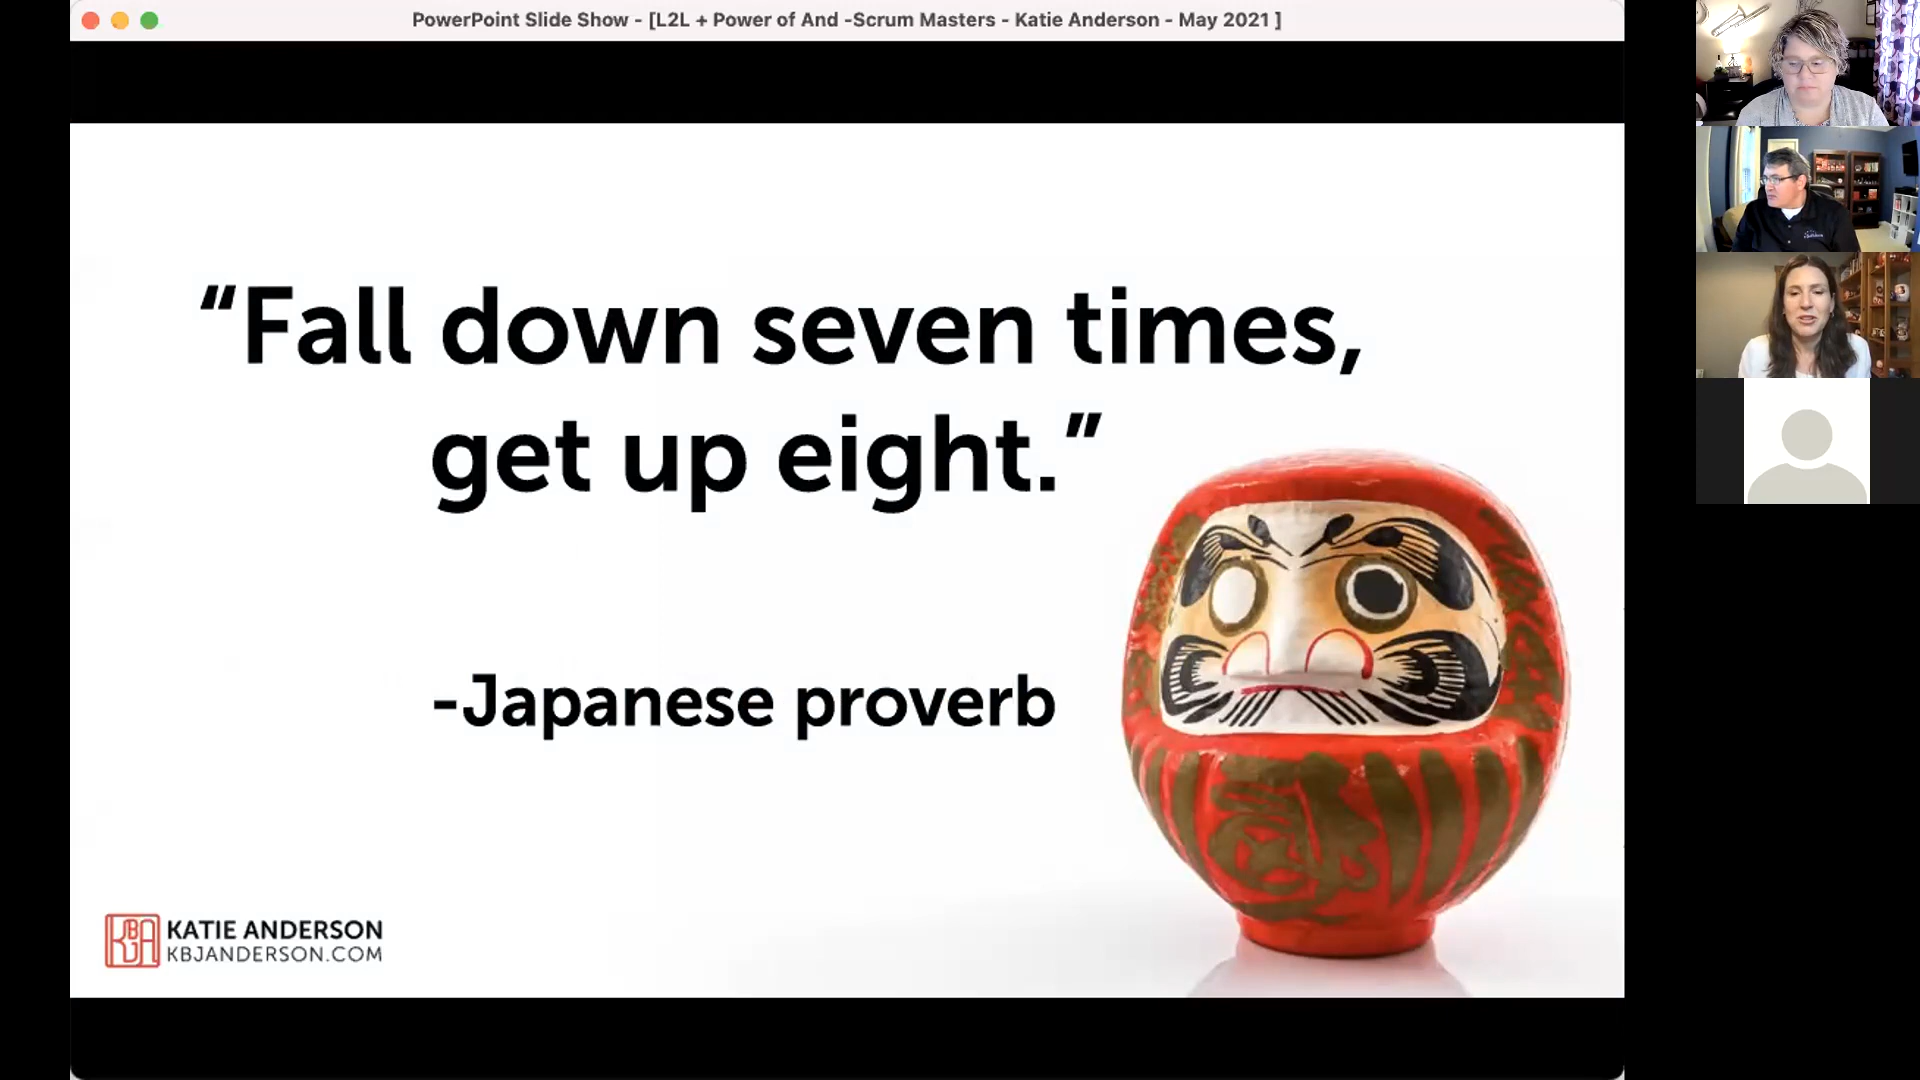 PowerPoint Slide Show - [L2L + Power of And -Scrum Masters - Katie Anderson - May 2021 ]
“Fall down seven times,
get up eight.”
-Japanese proverb
KBJA KATIE ANDERSON
KBJANDERSON.COM